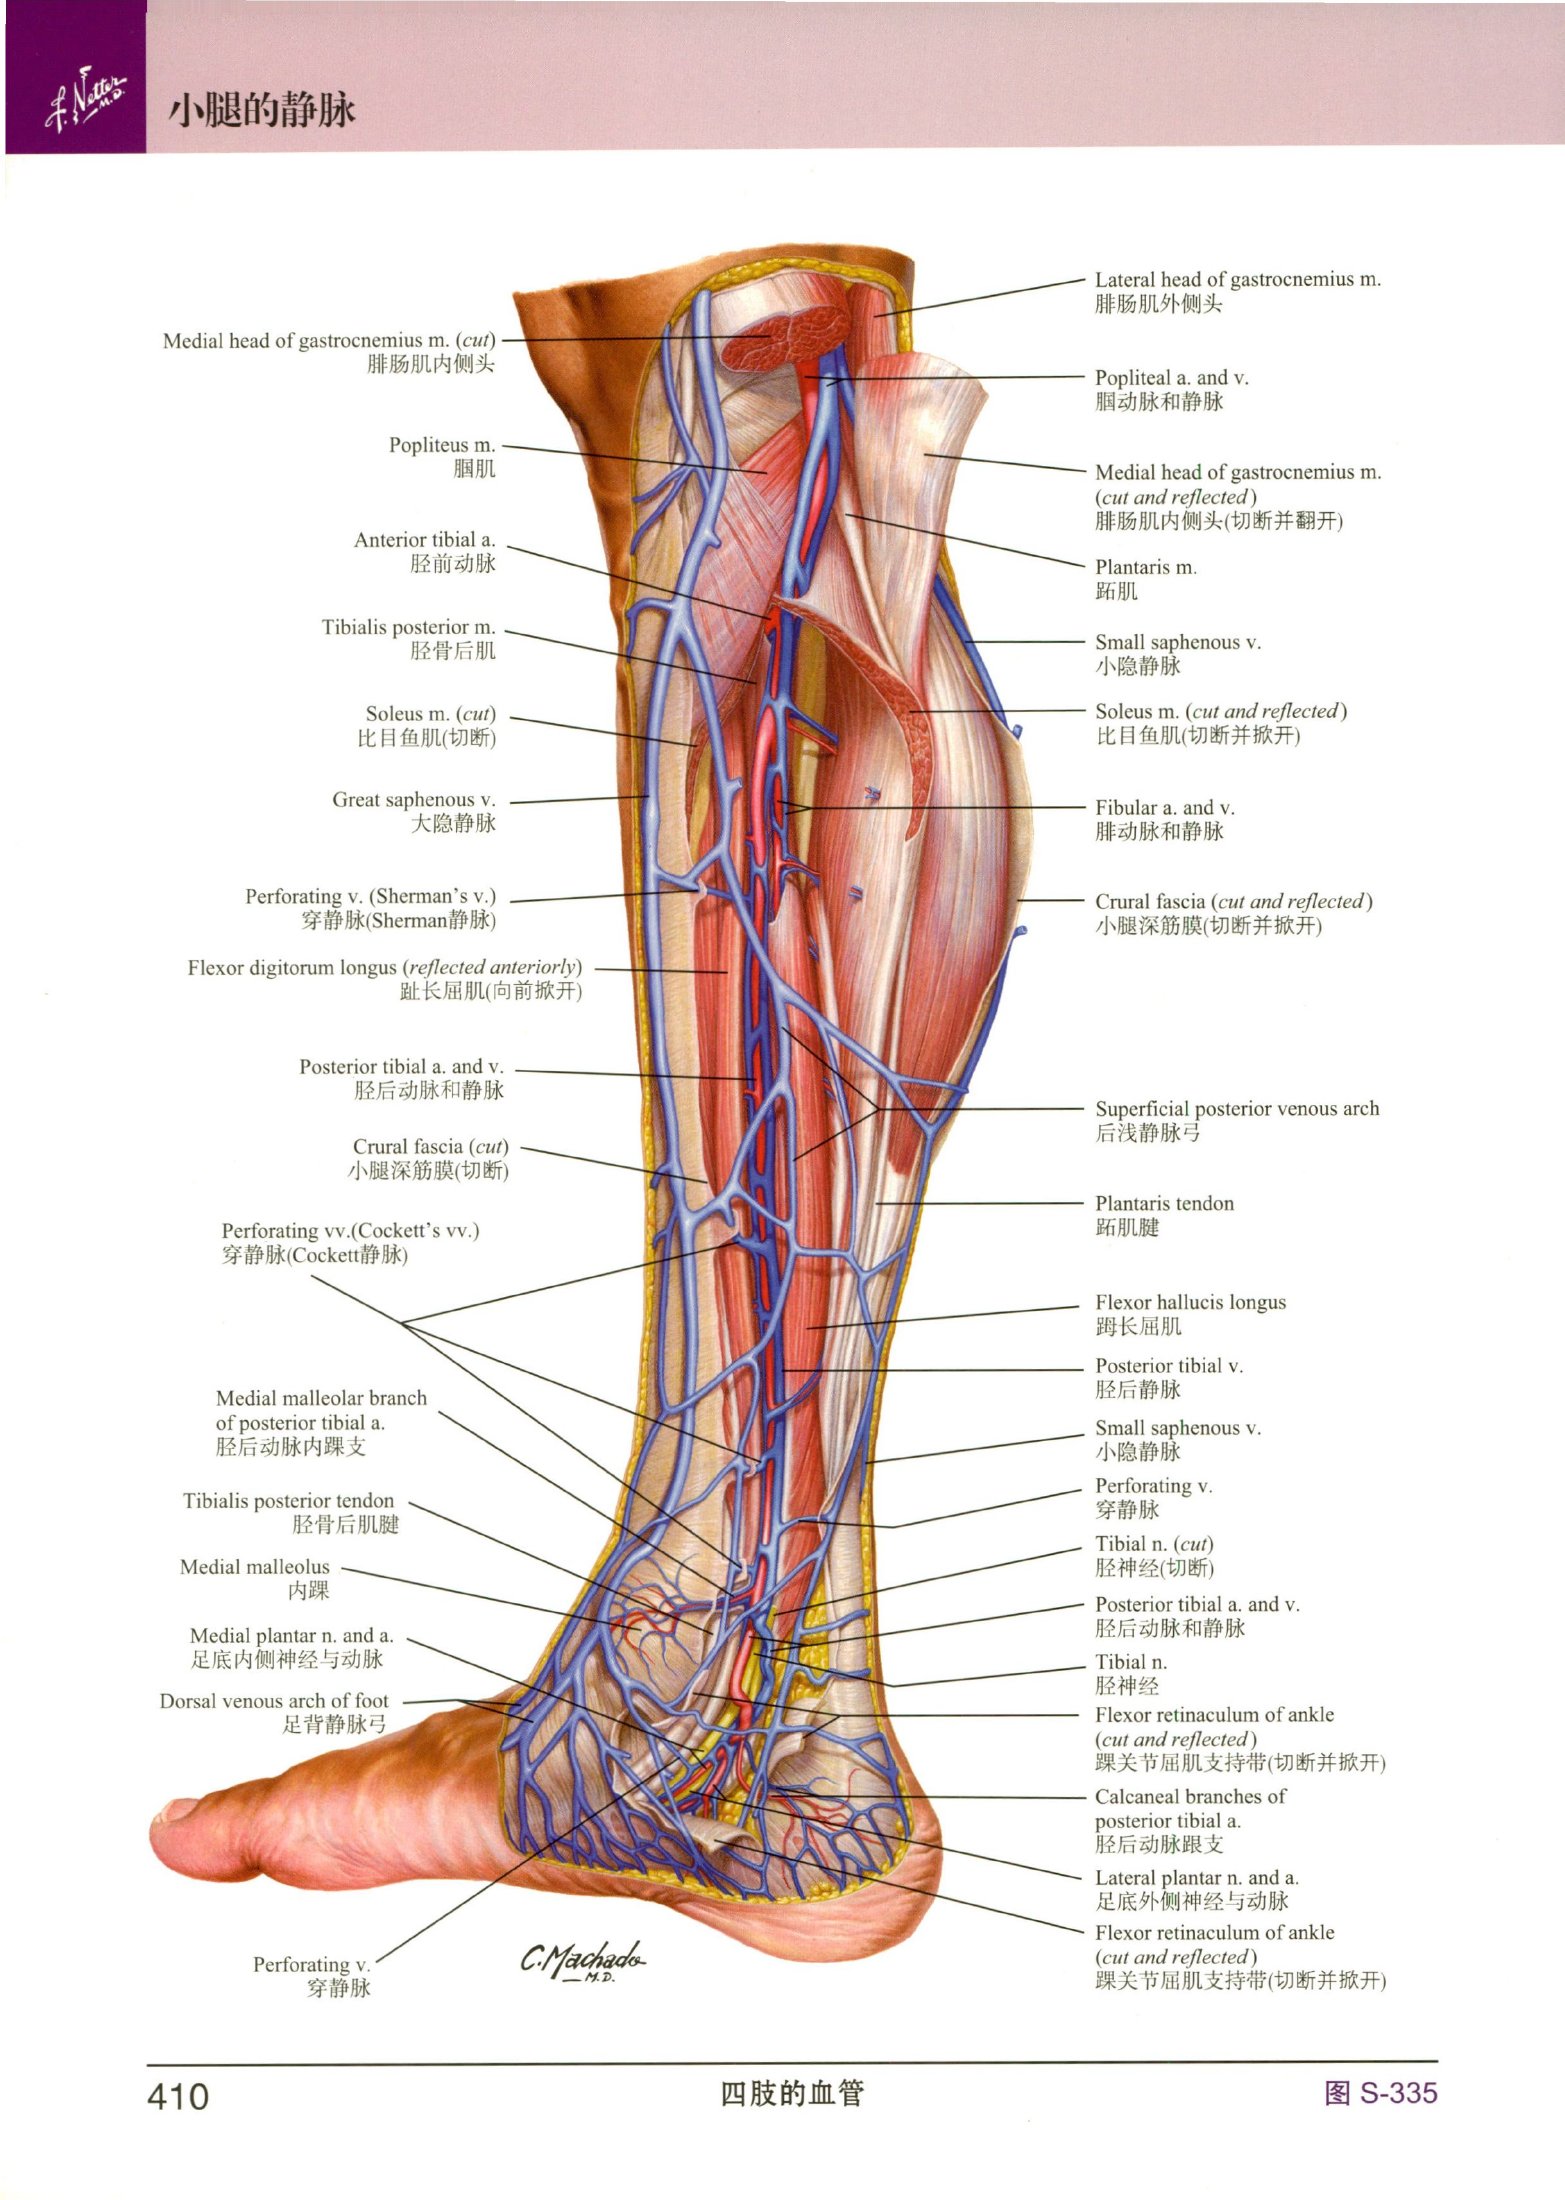 F. Netter
M.D.
小腿的静脉
Medial head of gastrocnemius m. (cut)
腓肠肌内侧头
Popliteus m.
腘肌
Anterior tibial a.
胫前动脉
Tibialis posterior m.
胫骨后肌
Soleus m. (cut)
比目鱼肌(切断)
Great saphenous v.
大隐静脉
Perforating v. (Sherman's v.)
穿静脉(Sherman静脉)
Flexor digitorum longus (reflected anteriorly)
趾长屈肌(向前掀开)
Posterior tibial a. and v.
胫后动脉和静脉
Crural fascia (cut)
小腿深筋膜(切断)
Perforating vv.(Cockett's vv.)
穿静脉(Cockett静脉)
Medial malleolar branch
of posterior tibial a.
胫后动脉内踝支
Tibialis posterior tendon
胫骨后肌腱
Medial malleolus
内踝
Medial plantar n. and a.
足底内侧神经与动脉
Dorsal venous arch of foot
足背静脉弓
Perforating v.
穿静脉
Lateral head of gastrocnemius m.
腓肠肌外侧头
Popliteal a. and v.
腘动脉和静脉
Medial head of gastrocnemius m.
(cut and reflected)
腓肠肌内侧头(切断并翻开)
Plantaris m.
跖肌
Small saphenous v.
小隐静脉
Soleus m. (cut and reflected)
比目鱼肌(切断并掀开)
Fibular a. and v.
腓动脉和静脉
Crural fascia (cut and reflected)
小腿深筋膜(切断并掀开)
Superficial posterior venous arch
后浅静脉弓
Plantaris tendon
跖肌腱
Flexor hallucis longus
踇长屈肌
Posterior tibial v.
胫后静脉
Small saphenous v.
小隐静脉
Perforating v.
穿静脉
Tibial n. (cut)
胫神经(切断)
Posterior tibial a. and v.
胫后动脉和静脉
Tibial n.
胫神经
Flexor retinaculum of ankle
(cut and reflected)
踝关节屈肌支持带(切断并掀开)
Calcaneal branches of
posterior tibial a.
胫后动脉跟支
Lateral plantar n. and a.
足底外侧神经与动脉
Flexor retinaculum of ankle
(cut and reflected)
踝关节屈肌支持带(切断并掀开)
C.Machado
M.D.
410
四肢的血管
图 S-335